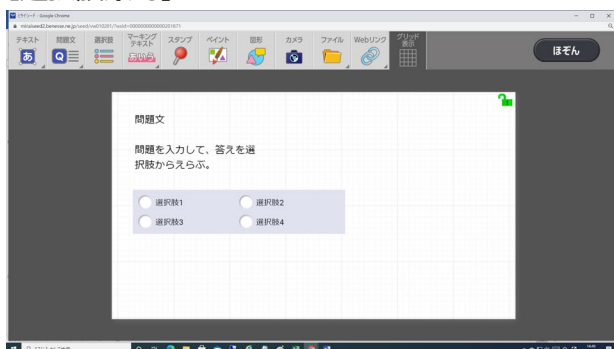 テキスト 問題文 選択肢 マーキングテキスト スタンプ ペイント 図形 カメラ ファイル Webリンク グリッド表示
あ Q あいう
ほぞん
問題文
問題を入力して、答えを選
択肢からえらぶ。
選択肢1 選択肢2
選択肢3 選択肢4